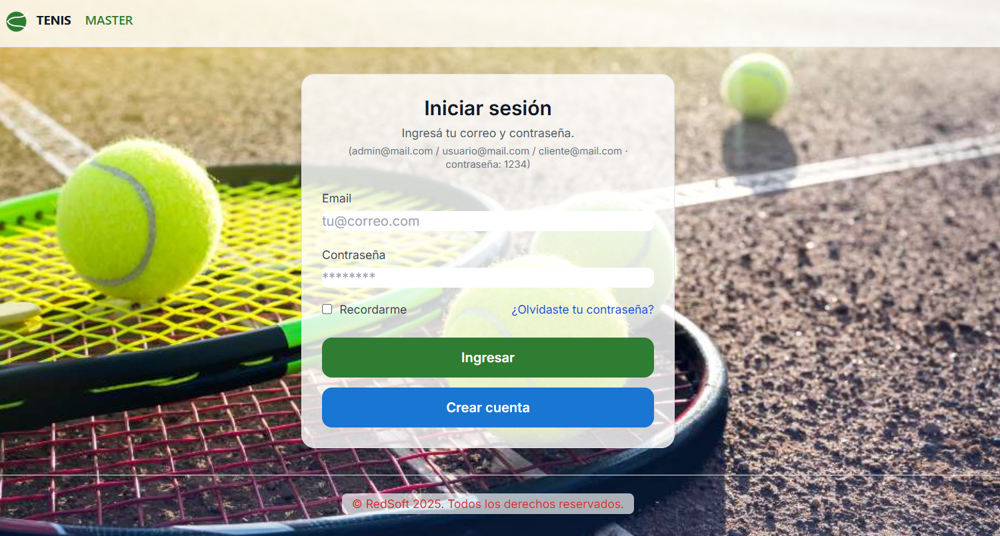 TENIS MASTER
Iniciar sesión
Ingresá tu correo y contraseña.
(admin@mail.com / usuario@mail.com / cliente@mail.com ·
contraseña: 1234)
Email
tu@correo.com
Contraseña
********
Recordarme
¿Olvidaste tu contraseña?
Ingresar
Crear cuenta
© RedSoft 2025. Todos los derechos reservados.